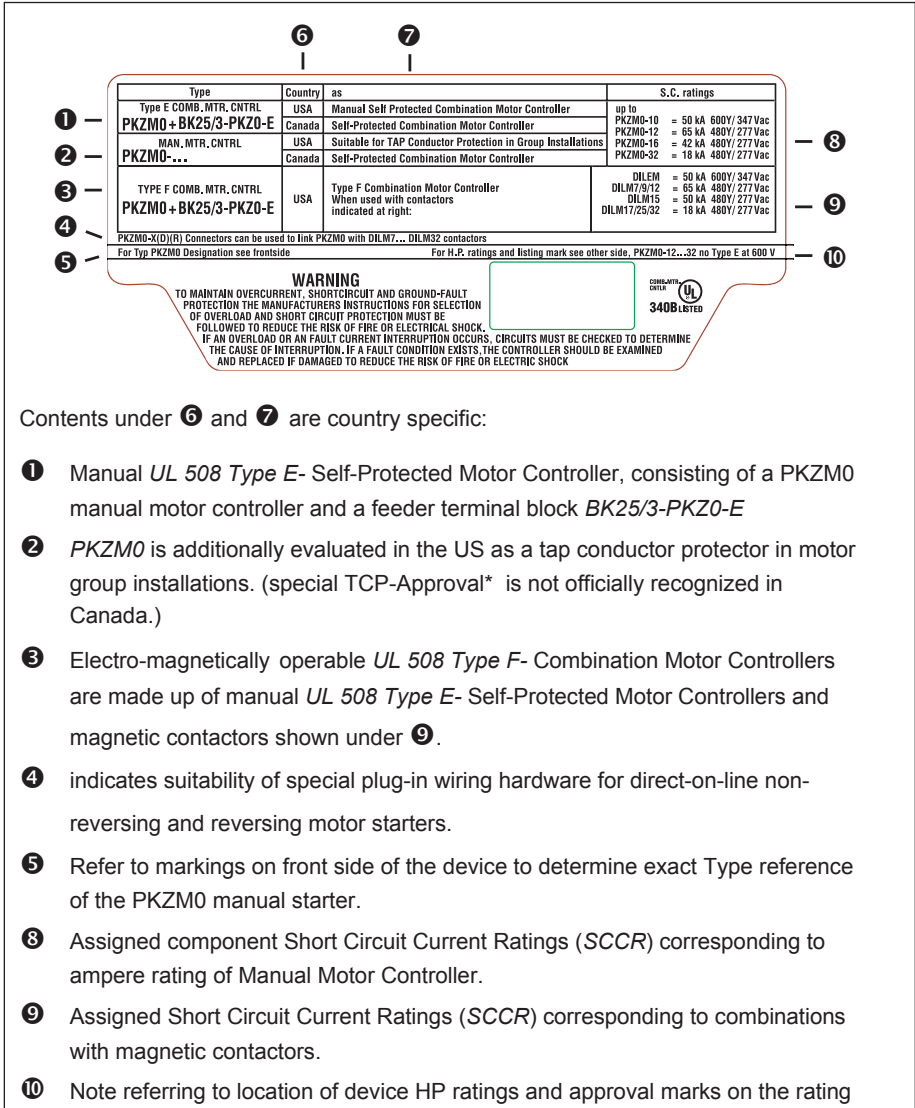 ❻ ❼
Type Country as S.C. ratings
❶ Type E COMB. MTR. CNTRL USA Manual Self Protected Combination Motor Controller up to
PKZM0+BK25/3-PKZ0-E Canada Self-Protected Combination Motor Controller PKZM0-10 = 50 kA 600Y/347 Vac
PKZM0-12 = 65 kA 480Y/277 Vac
❷ MAN. MTR. CNTRL USA Suitable for TAP Conductor Protection in Group Installations PKZM0-16 = 42 kA 480Y/277 Vac ❽
PKZM0-... Canada Self-Protected Combination Motor Controller PKZM0-32 = 18 kA 480Y/277 Vac
❸ TYPE F COMB. MTR. CNTRL USA Type F Combination Motor Controller DILEM = 50 kA 600Y/347 Vac
PKZM0+BK25/3-PKZ0-E When used with contactors DILM7/9/12 = 65 kA 480Y/277 Vac
indicated at right: DILM15 = 50 kA 480Y/277 Vac ❾
DILM17/25/32 = 18 kA 480Y/277 Vac
❹ PKZM0-X(D)(R) Connectors can be used to link PKZM0 with DILM7... DILM32 contactors
❺ For Typ PKZM0 Designation see frontside For H.P. ratings and listing mark see other side, PKZM0-12...32 no Type E at 600 V ❿
WARNING
TO MAINTAIN OVERCURRENT, SHORTCIRCUIT AND GROUND-FAULT
PROTECTION THE MANUFACTURERS INSTRUCTIONS FOR SELECTION
OF OVERLOAD AND SHORT CIRCUIT PROTECTION MUST BE
FOLLOWED TO REDUCE THE RISK OF FIRE OR ELECTRICAL SHOCK.
IF AN OVERLOAD OR AN FAULT CURRENT INTERRUPTION OCCURS, CIRCUITS MUST BE CHECKED TO DETERMINE
THE CAUSE OF INTERRUPTION. IF A FAULT CONDITION EXISTS, THE CONTROLLER SHOULD BE EXAMINED
AND REPLACED IF DAMAGED TO REDUCE THE RISK OF FIRE OR ELECTRIC SHOCK
COMB. MTR.
CNTLR UL
340B LISTED
Contents under ❻ and ❼ are country specific:
❶ Manual UL 508 Type E- Self-Protected Motor Controller, consisting of a PKZM0
manual motor controller and a feeder terminal block BK25/3-PKZ0-E
❷ PKZM0 is additionally evaluated in the US as a tap conductor protector in motor
group installations. (special TCP-Approval* is not officially recognized in
Canada.)
❸ Electro-magnetically operable UL 508 Type F- Combination Motor Controllers
are made up of manual UL 508 Type E- Self-Protected Motor Controllers and
magnetic contactors shown under ❾.
❹ indicates suitability of special plug-in wiring hardware for direct-on-line non-
reversing and reversing motor starters.
❺ Refer to markings on front side of the device to determine exact Type reference
of the PKZM0 manual starter.
❽ Assigned component Short Circuit Current Ratings (SCCR) corresponding to
ampere rating of Manual Motor Controller.
❾ Assigned Short Circuit Current Ratings (SCCR) corresponding to combinations
with magnetic contactors.
❿ Note referring to location of device HP ratings and approval marks on the rating